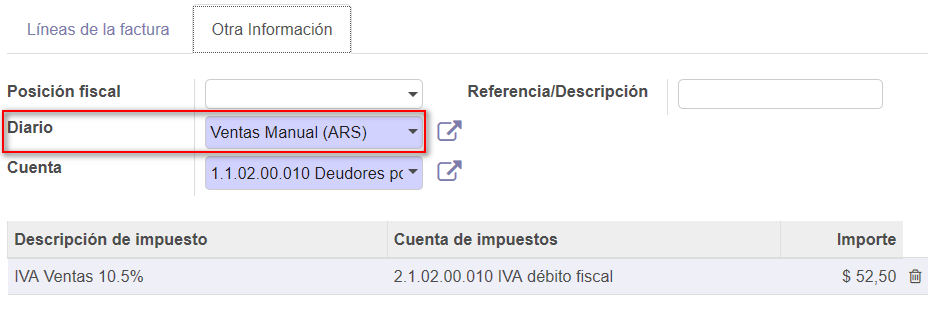 Líneas de la factura Otra Información
Posición fiscal Referencia/Descripción
Diario Ventas Manual (ARS)
Cuenta 1.1.02.00.010 Deudores po
Descripción de impuesto Cuenta de impuestos Importe
IVA Ventas 10.5% 2.1.02.00.010 IVA débito fiscal $ 52,50